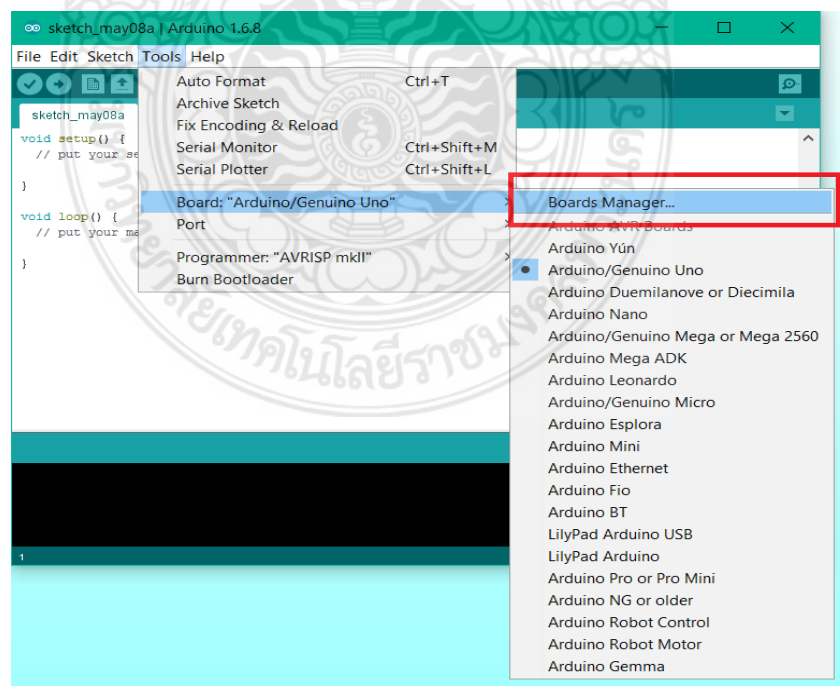 sketch_may08a | Arduino 1.6.8
File Edit Sketch Tools Help
sketch_may08a
void setup() {
// put your se
}
void loop() {
// put your ma
}
Auto Format Ctrl+T
Archive Sketch
Fix Encoding & Reload
Serial Monitor Ctrl+Shift+M
Serial Plotter Ctrl+Shift+L
Board: "Arduino/Genuino Uno"
Port
Programmer: "AVRISP mkII"
Burn Bootloader
Boards Manager...
Arduino AVR Boards
Arduino Yún
Arduino/Genuino Uno
Arduino Duemilanove or Diecimila
Arduino Nano
Arduino/Genuino Mega or Mega 2560
Arduino Mega ADK
Arduino Leonardo
Arduino/Genuino Micro
Arduino Esplora
Arduino Mini
Arduino Ethernet
Arduino Fio
Arduino BT
LilyPad Arduino USB
LilyPad Arduino
Arduino Pro or Pro Mini
Arduino NG or older
Arduino Robot Control
Arduino Robot Motor
Arduino Gemma
1